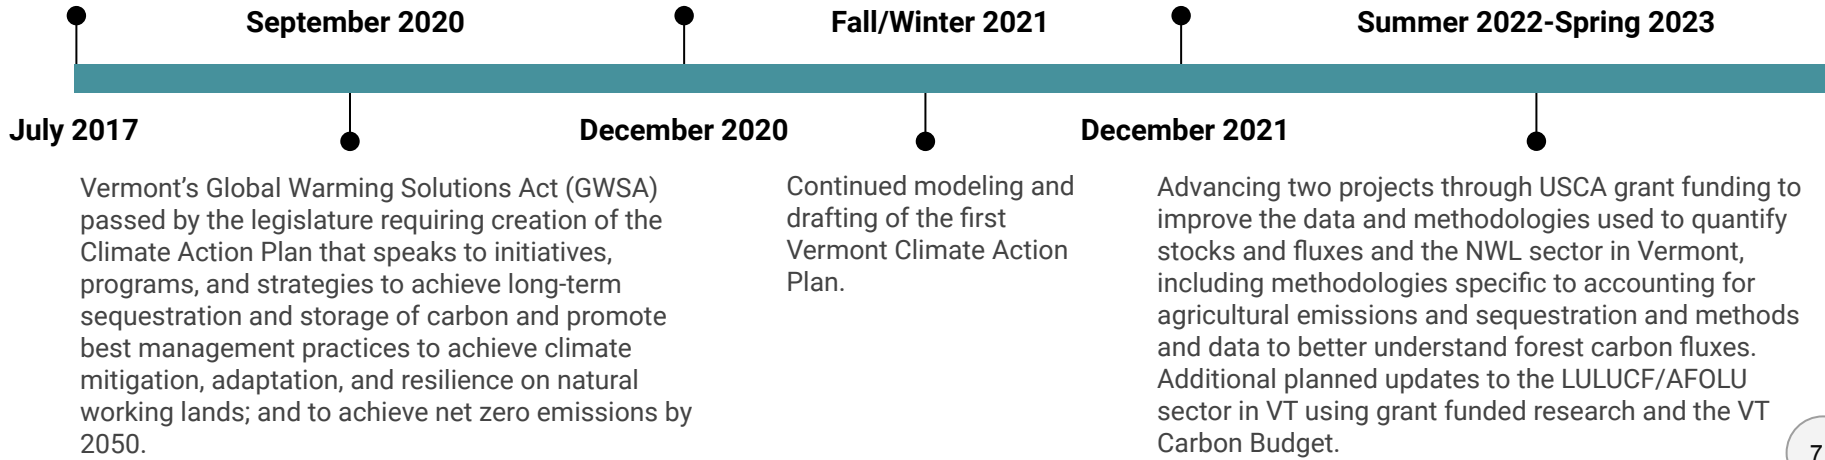 September 2020
Fall/Winter 2021
Summer 2022-Spring 2023
July 2017
December 2020
December 2021
Vermont’s Global Warming Solutions Act (GWSA)
passed by the legislature requiring creation of the
Climate Action Plan that speaks to initiatives,
programs, and strategies to achieve long-term
sequestration and storage of carbon and promote
best management practices to achieve climate
mitigation, adaptation, and resilience on natural
working lands; and to achieve net zero emissions by
2050.
Continued modeling and
drafting of the first
Vermont Climate Action
Plan.
Advancing two projects through USCA grant funding to
improve the data and methodologies used to quantify
stocks and fluxes and the NWL sector in Vermont,
including methodologies specific to accounting for
agricultural emissions and sequestration and methods
and data to better understand forest carbon fluxes.
Additional planned updates to the LULUCF/AFOLU
sector in VT using grant funded research and the VT
Carbon Budget.
7